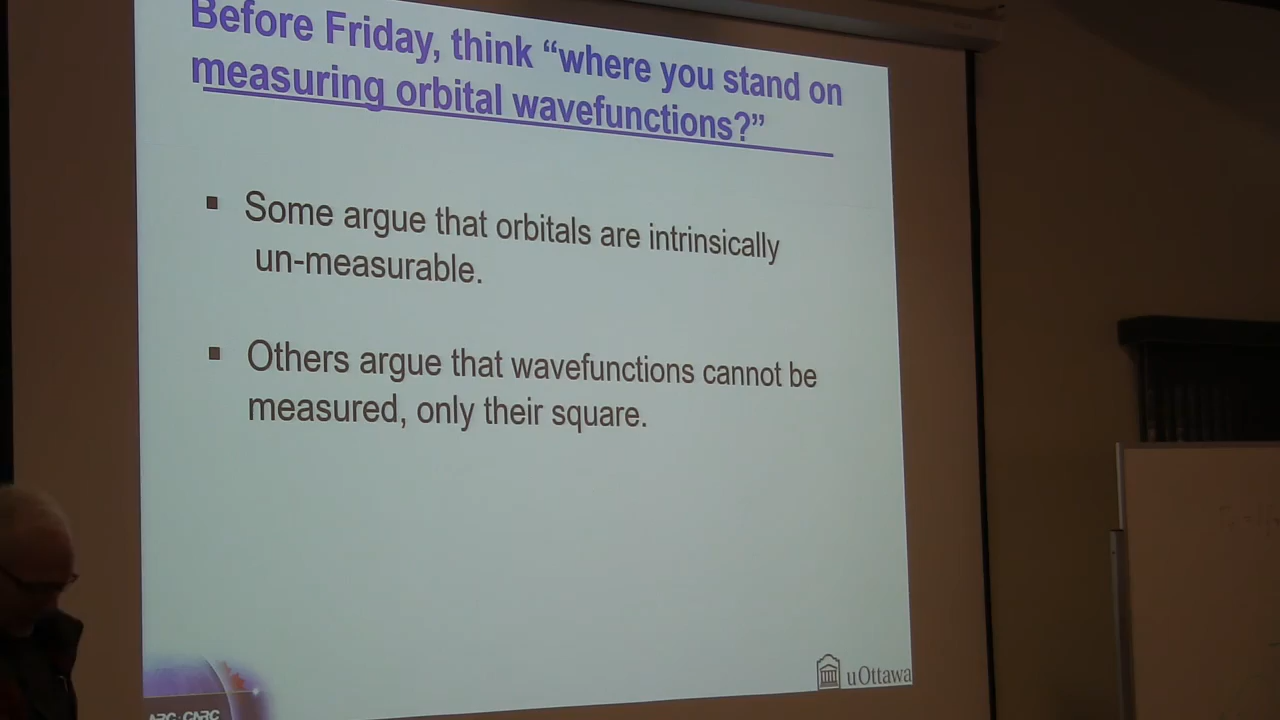 Before Friday, think “where you stand on
measuring orbital wavefunctions?”
▪ Some argue that orbitals are intrinsically
un-measurable.
▪ Others argue that wavefunctions cannot be
measured, only their square.
uOttawa